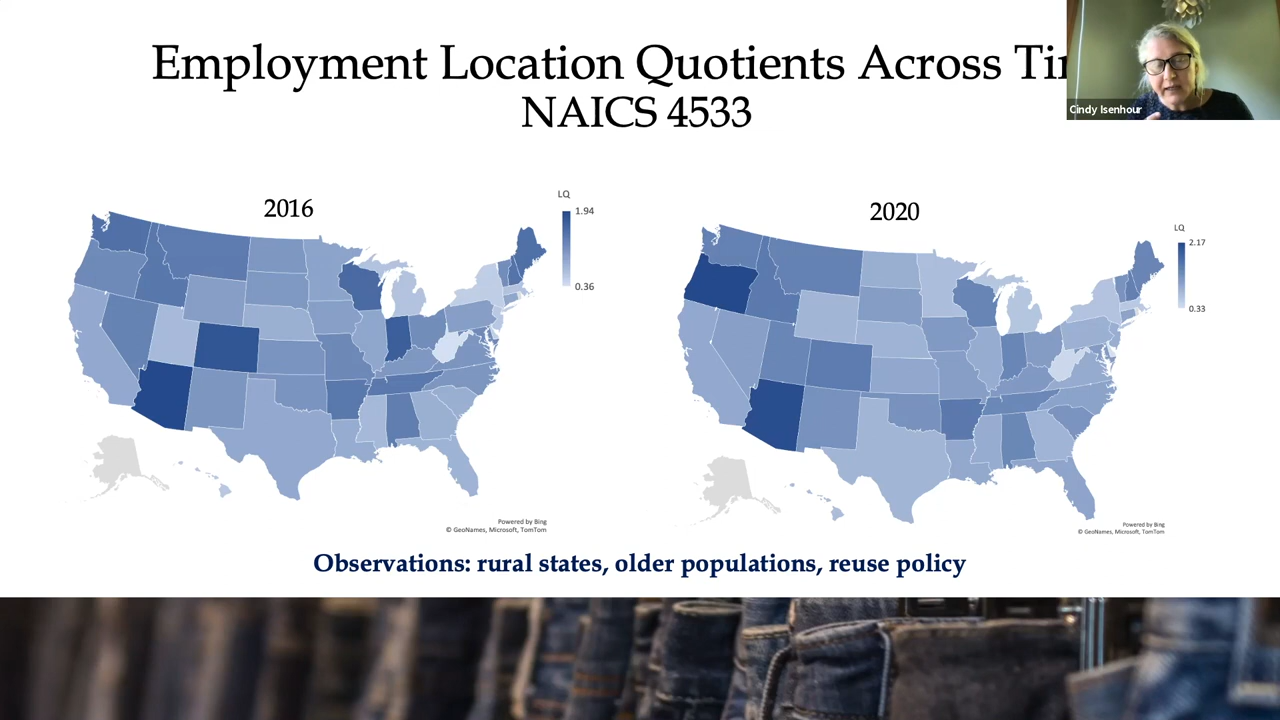 Employment Location Quotients Across
NAICS 4533
Cindy Isenhour
2016
LQ
1.94
0.36
Powered by Bing
© GeoNames, Microsoft, TomTom
2020
LQ
2.17
0.33
Powered by Bing
© GeoNames, Microsoft, TomTom
Observations: rural states, older populations, reuse policy